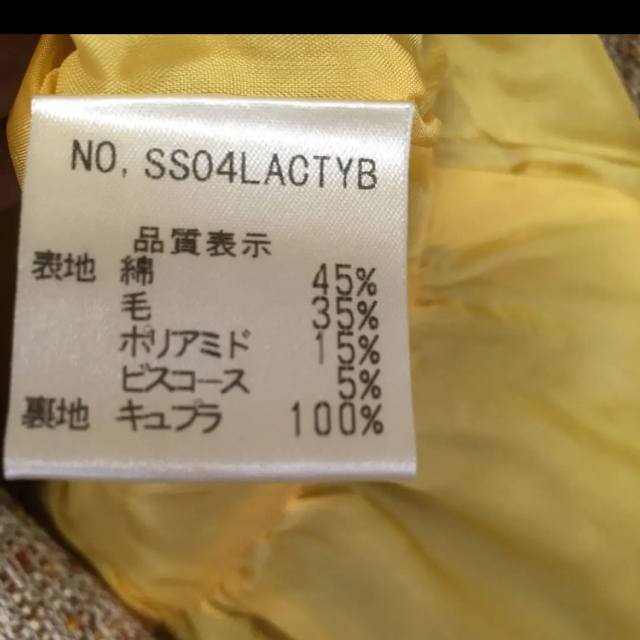 NO, SS04LACTYB
品質表示
表地 綿 45%
毛 35%
ポリアミド 15%
ビスコース 5%
裏地 キュプラ 100%